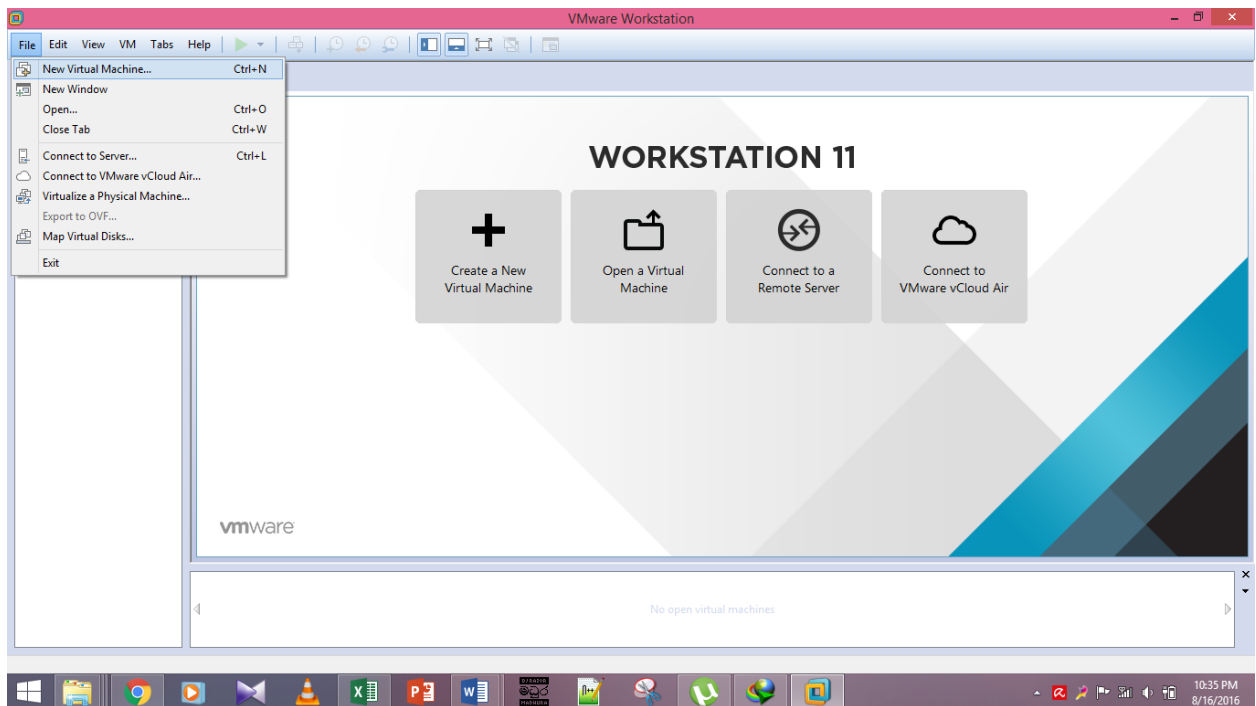 VMware Workstation
File Edit View VM Tabs Help
New Virtual Machine... Ctrl+N
New Window
Open... Ctrl+O
Close Tab Ctrl+W
Connect to Server... Ctrl+L
Connect to VMware vCloud Air...
Virtualize a Physical Machine...
Export to OVF...
Map Virtual Disks...
Exit
WORKSTATION 11
Create a New
Virtual Machine
Open a Virtual
Machine
Connect to a
Remote Server
Connect to
VMware vCloud Air
vmware
No open virtual machines
10:35 PM
8/16/2016